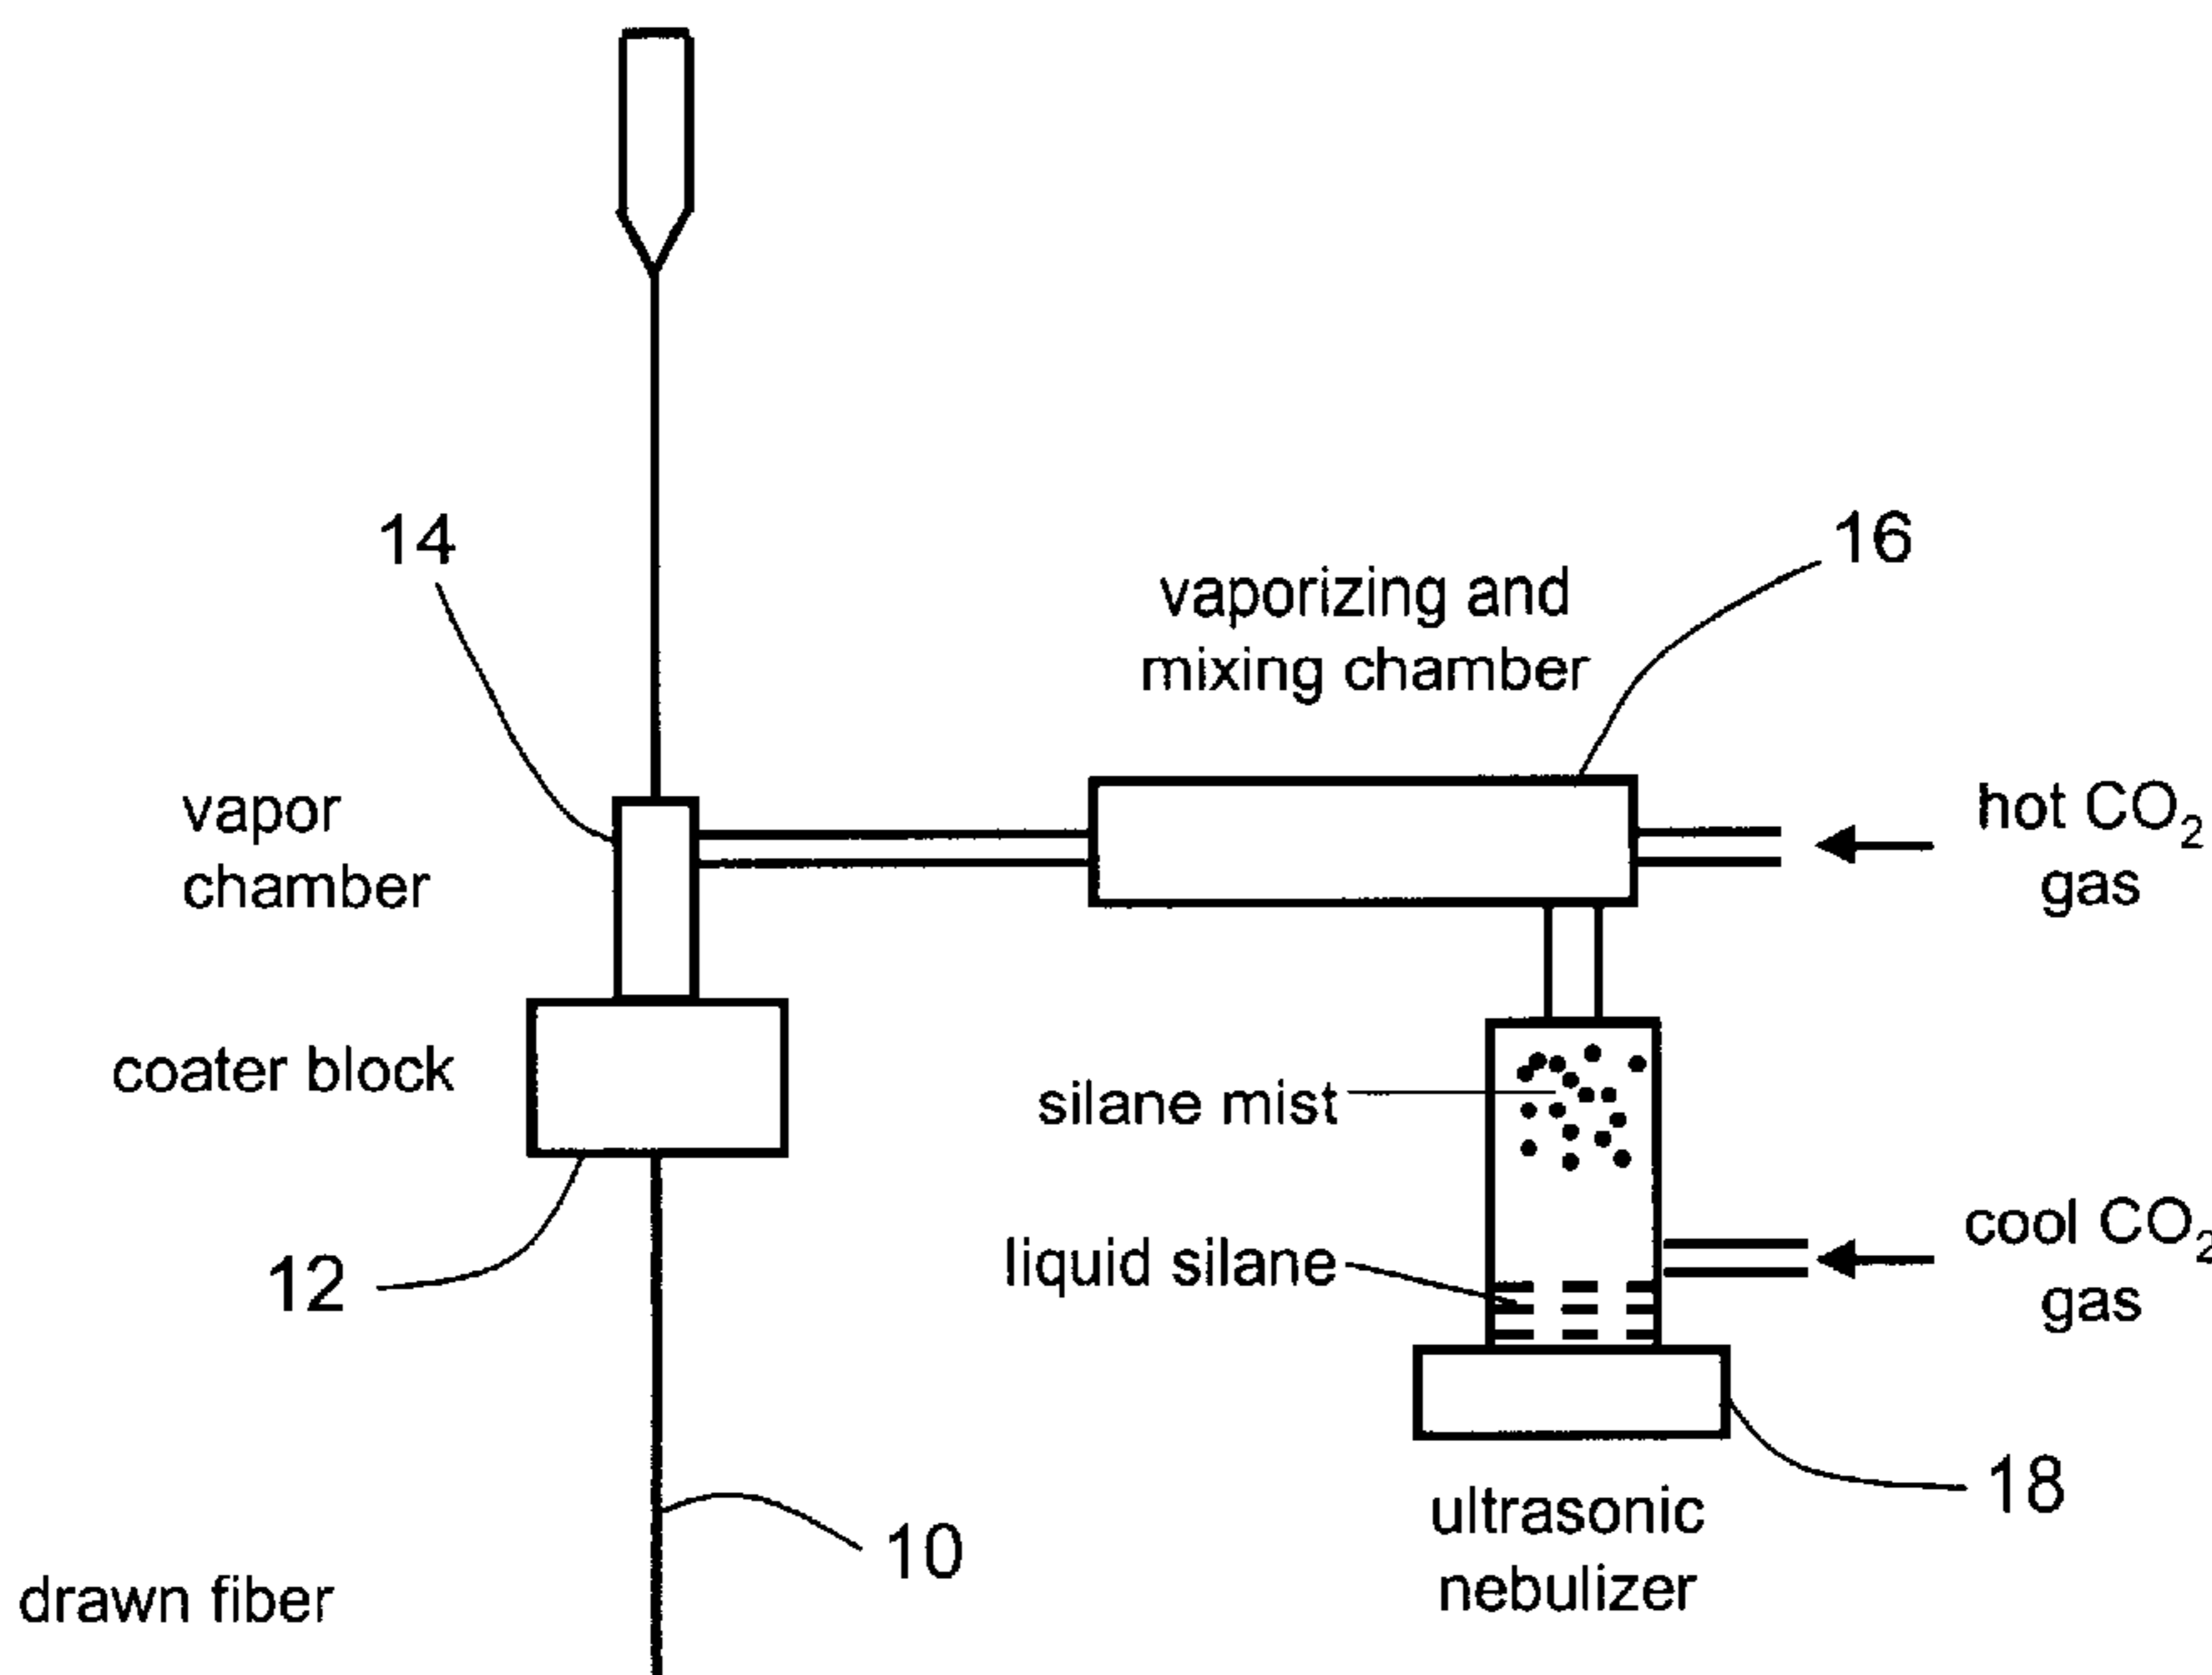 14
16
vaporizing and
mixing chamber
vapor
chamber
hot CO₂
gas
coater block
silane mist
liquid silane
cool CO₂
gas
12
18
10
ultrasonic
nebulizer
drawn fiber